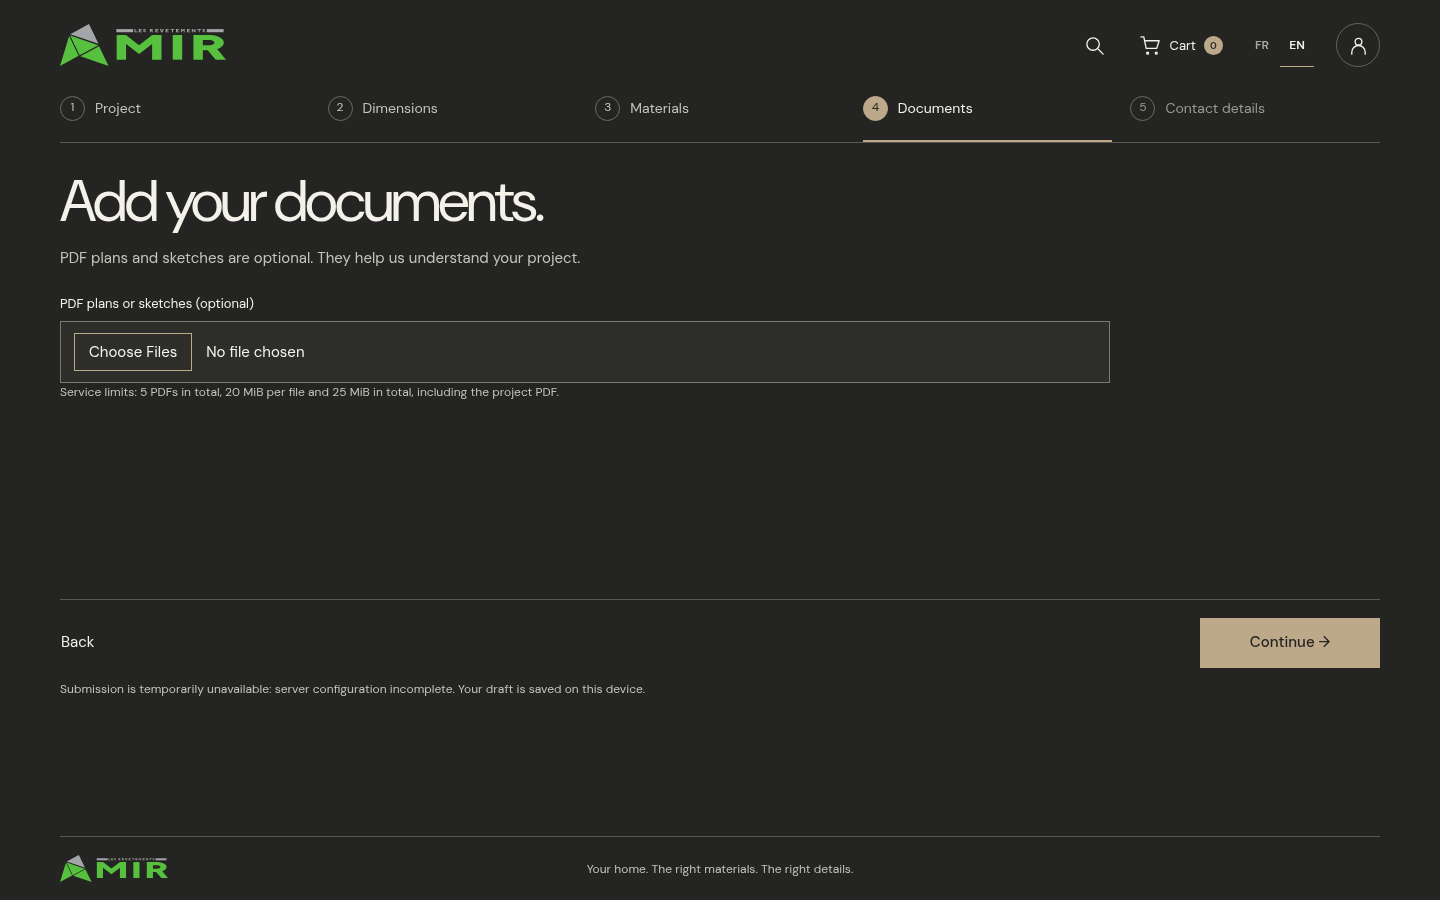 LES REVETEMENTS
MIR
Cart 0 FR EN
1 Project 2 Dimensions 3 Materials 4 Documents 5 Contact details
Add your documents.
PDF plans and sketches are optional. They help us understand your project.
PDF plans or sketches (optional)
Choose Files No file chosen
Service limits: 5 PDFs in total, 20 MiB per file and 25 MiB in total, including the project PDF.
Back Continue →
Submission is temporarily unavailable: server configuration incomplete. Your draft is saved on this device.
LES REVETEMENTS
MIR
Your home. The right materials. The right details.